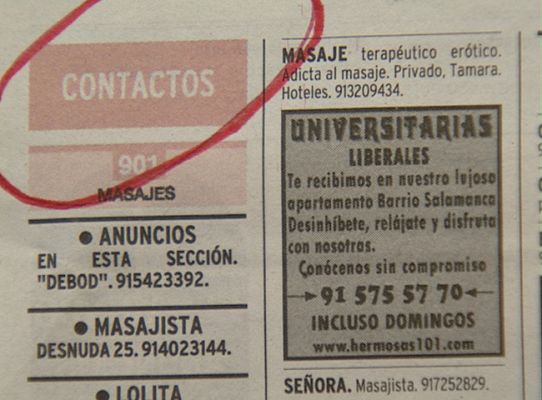 CONTACTOS
901
MASAJES
● ANUNCIOS
EN ESTA SECCIÓN.
"DEBOD". 915423392.
● MASAJISTA
DESNUDA 25. 914023144.
● LOLITA
MASAJE terapéutico erótico.
Adicta al masaje. Privado, Tamara.
Hoteles. 913209434.
UNIVERSITARIAS
LIBERALES
Te recibimos en nuestro lujoso
apartamento Barrio Salamanca
Desinhíbete, relájate y disfruta
con nosotras.
Conócenos sin compromiso
91 575 57 70
INCLUSO DOMINGOS
www.hermosas101.com
SEÑORA. Masajista. 917252829.